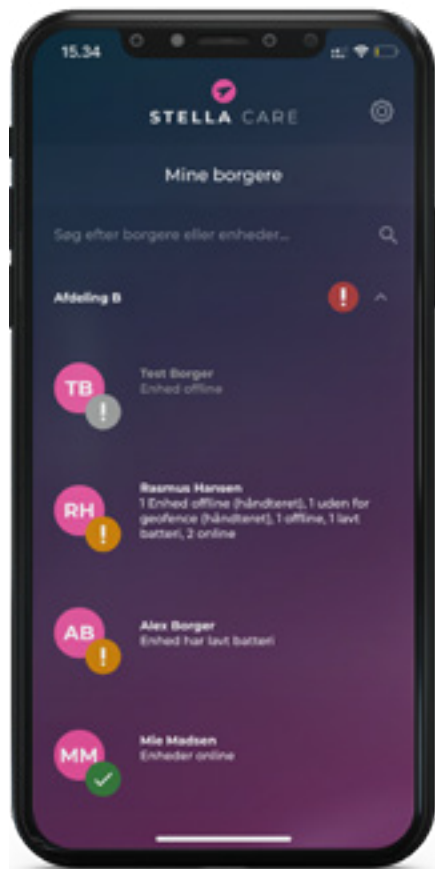 15.34
STELLA CARE
Mine borgere
Søg efter borgere eller enheder...
Afdeling B
!
TB
!
Test Borger
Enhed offline
RH
!
Rasmus Hansen
1 Enhed offline (håndteret), 1 uden for
geofence (håndteret), 1 offline, 1 lavt
batteri, 2 online
AB
!
Alex Borger
Enhed har lavt batteri
MM
Mie Madsen
Enheder online